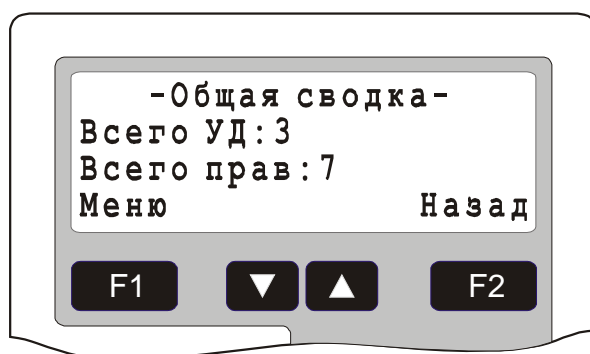 -Общая сводка-
Всего УД:3
Всего прав:7
Меню Назад
F1 ▼ ▲ F2